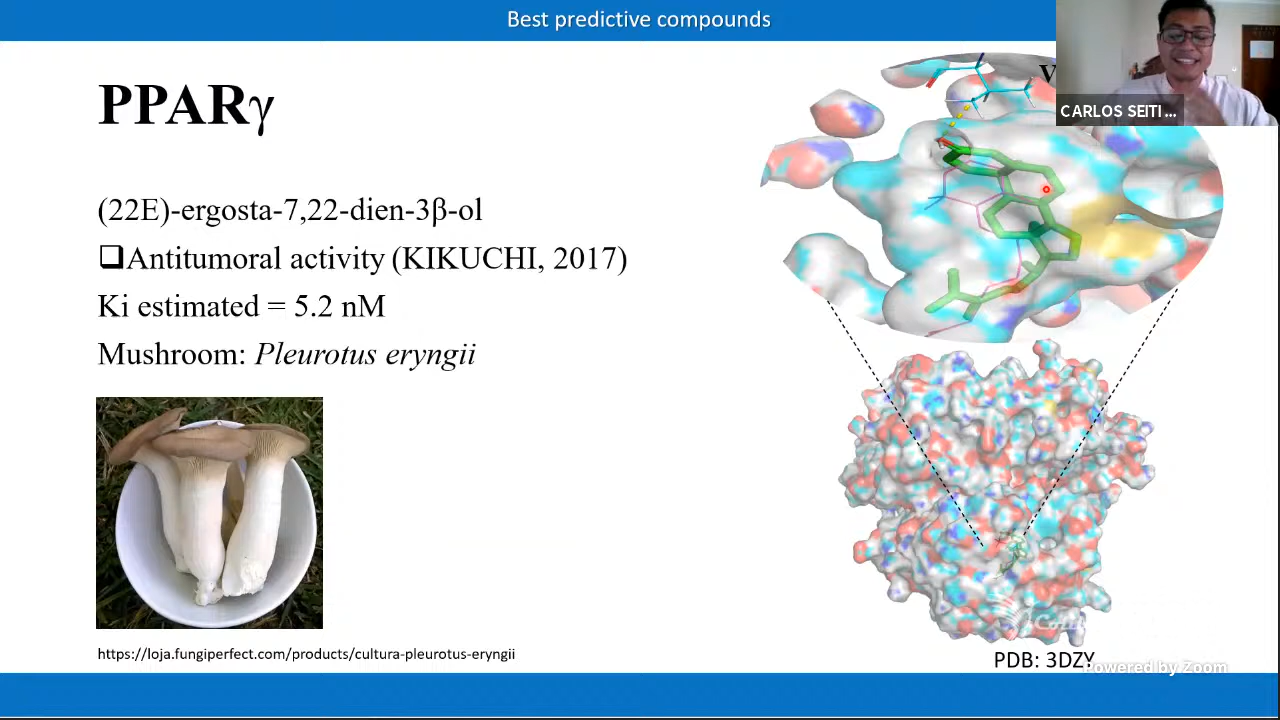 Best predictive compounds
PPARγ
V
CARLOS SEITI ...
(22E)-ergosta-7,22-dien-3β-ol
❑Antitumoral activity (KIKUCHI, 2017)
Ki estimated = 5.2 nM
Mushroom: Pleurotus eryngii
https://loja.fungiperfect.com/products/cultura-pleurotus-eryngii
PDB: 3DZY
Powered by Zoom